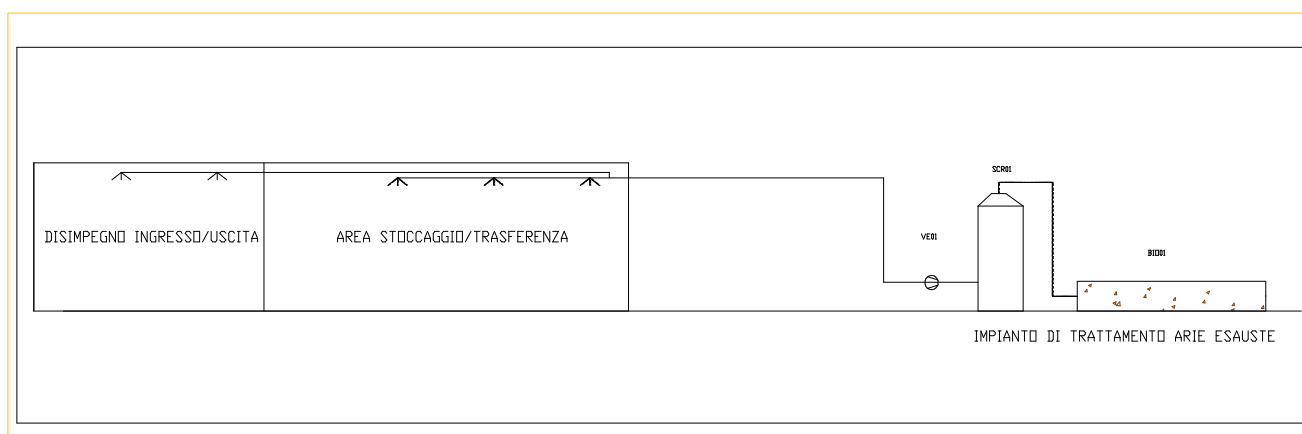 SCR01
DISIMPEGNO INGRESSO/USCITA
AREA STOCCAGGIO/TRASFERENZA
VE01
BIO01
IMPIANTO DI TRATTAMENTO ARIE ESAUSTE